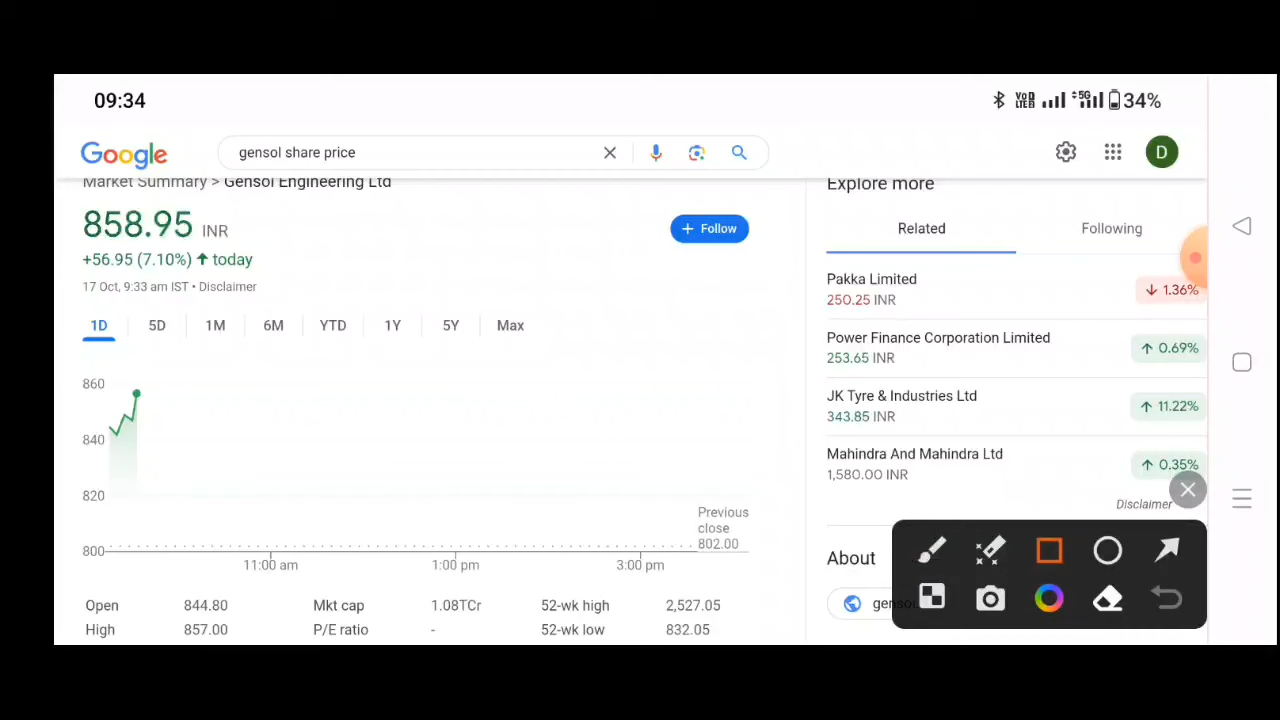 09:34
VoD LTEB 5G 34%
Google
gensol share price
D
Market Summary > Gensol Engineering Ltd
858.95 INR
+ Follow
+56.95 (7.10%) ↑ today
17 Oct, 9:33 am IST • Disclaimer
1D 5D 1M 6M YTD 1Y 5Y Max
860
840
820
800
Previous
close
802.00
11:00 am 1:00 pm 3:00 pm
Open 844.80 Mkt cap 1.08TCr 52-wk high 2,527.05
High 857.00 P/E ratio - 52-wk low 832.05
Explore more
Related Following
Pakka Limited
250.25 INR ↓ 1.36%
Power Finance Corporation Limited
253.65 INR ↑ 0.69%
JK Tyre & Industries Ltd
343.85 INR ↑ 11.22%
Mahindra And Mahindra Ltd
1,580.00 INR ↑ 0.35%
Disclaimer
About